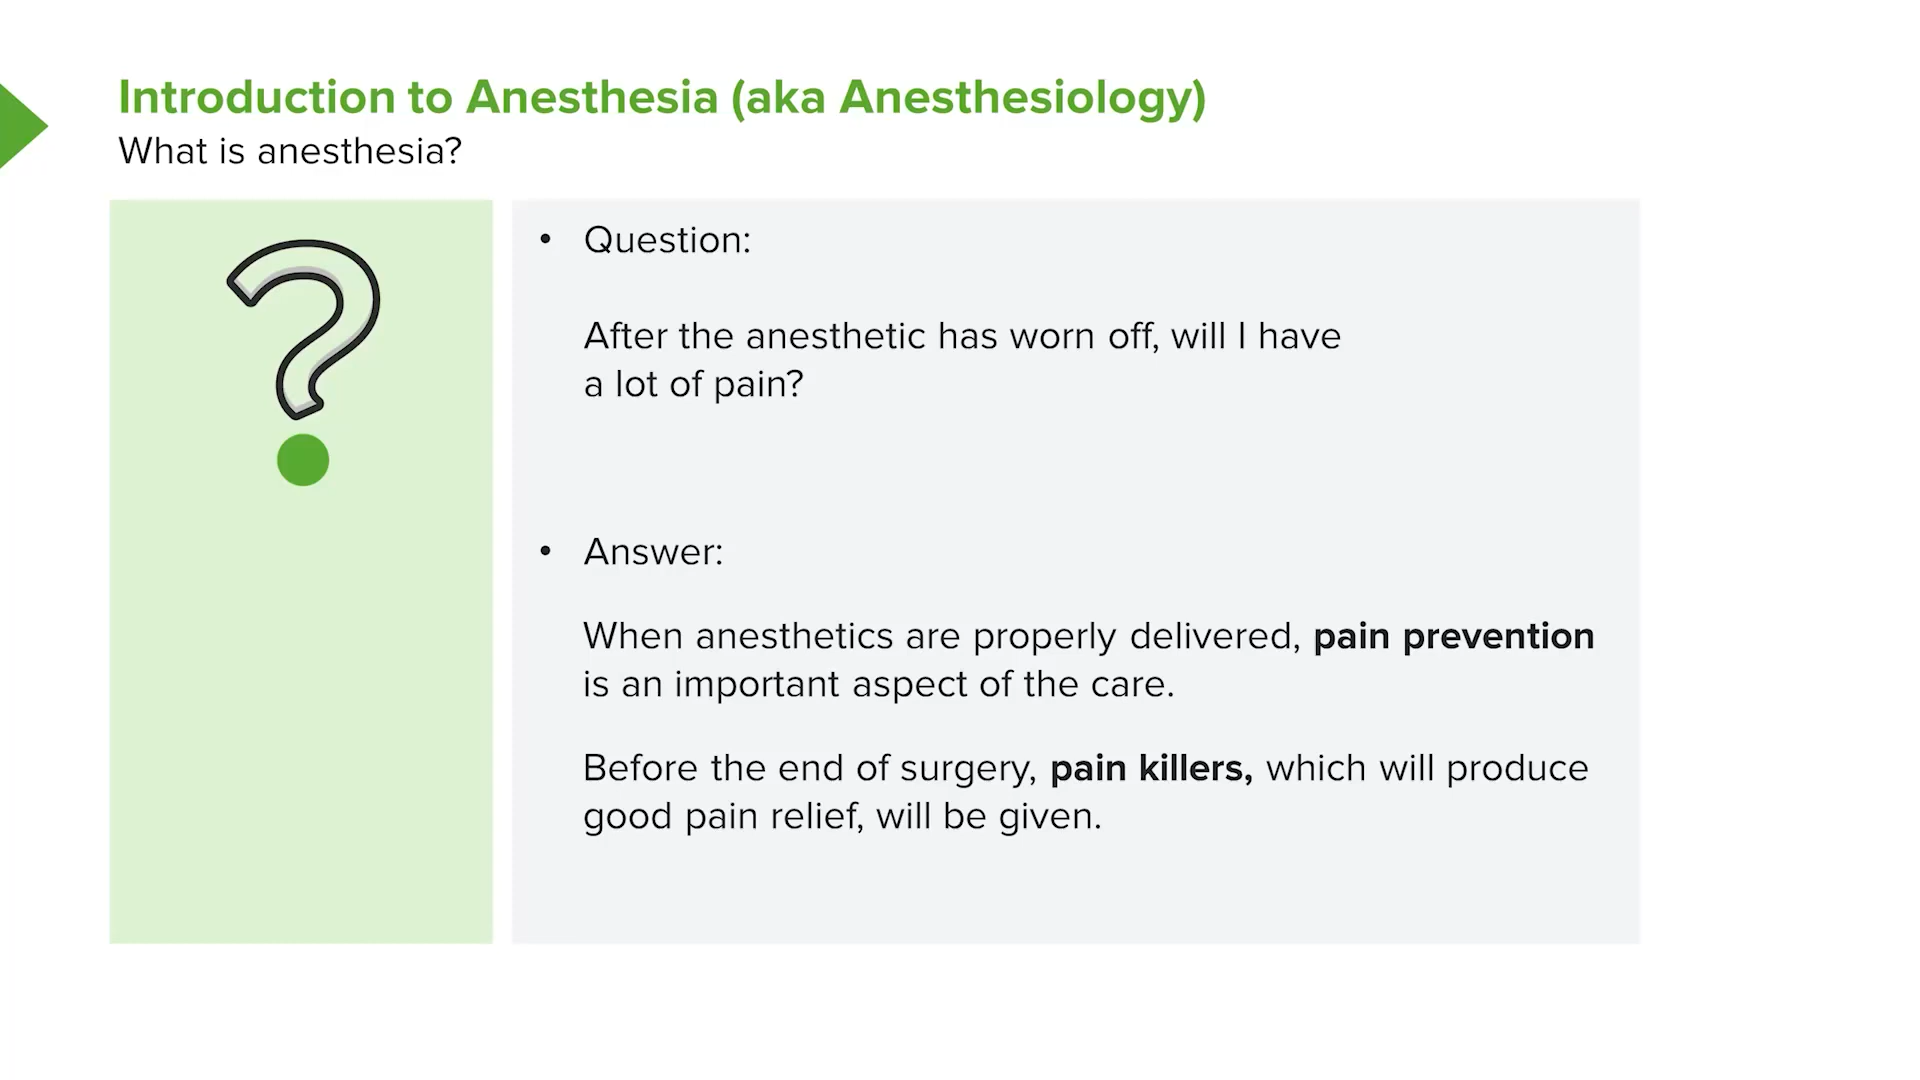 Introduction to Anesthesia (aka Anesthesiology)
What is anesthesia?
• Question:
After the anesthetic has worn off, will I have
a lot of pain?
• Answer:
When anesthetics are properly delivered, pain prevention
is an important aspect of the care.
Before the end of surgery, pain killers, which will produce
good pain relief, will be given.